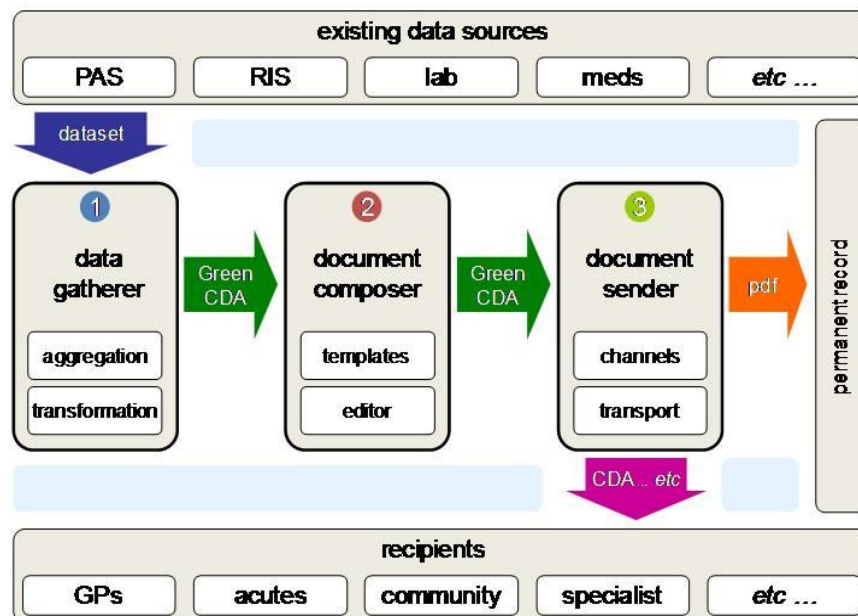 existing data sources
PAS
RIS
lab
meds
etc ...
dataset
1
data
gatherer
aggregation
transformation
Green
CDA
2
document
composer
templates
editor
Green
CDA
3
document
sender
channels
transport
pdf
permanent record
CDA... etc
recipients
GPs
acutes
community
specialist
etc ...